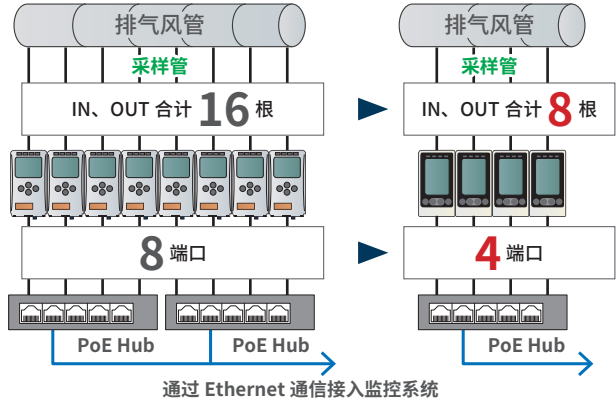 排气风管 排气风管
采样管 采样管
IN、OUT 合计 16 根 IN、OUT 合计 8 根
8 端口 4 端口
PoE Hub PoE Hub PoE Hub
通过 Ethernet 通信接入监控系统